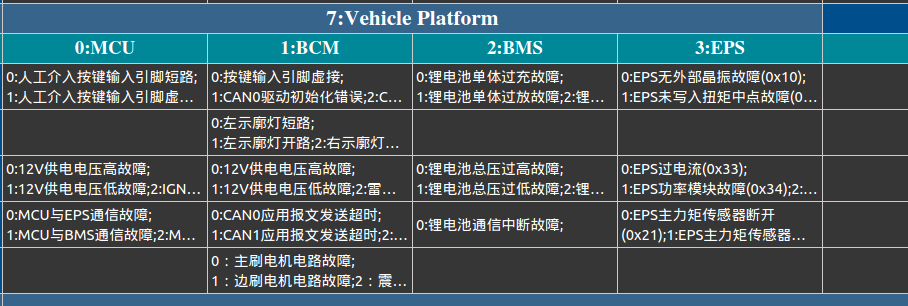 7:Vehicle Platform
0:MCU
1:BCM
2:BMS
3:EPS
0:人工介入按键输入引脚短路;
1:人工介入按键输入引脚虚...
0:按键输入引脚虚接;
1:CAN0驱动初始化错误;2:C...
0:锂电池单体过充故障;
1:锂电池单体过放故障;2:锂...
0:EPS无外部晶振故障(0x10);
1:EPS未写入扭矩中点故障(0...
0:左示廓灯短路;
1:左示廓灯开路;2:右示廓灯...
0:12V供电电压高故障;
1:12V供电电压低故障;2:IGN...
0:12V供电电压高故障;
1:12V供电电压低故障;2:雷...
0:锂电池总压过高故障;
1:锂电池总压过低故障;2:锂...
0:EPS过电流(0x33);
1:EPS功率模块故障(0x34);2:...
0:MCU与EPS通信故障;
1:MCU与BMS通信故障;2:M...
0:CAN0应用报文发送超时;
1:CAN1应用报文发送超时;2:...
0:锂电池通信中断故障;
0:EPS主力矩传感器断开
(0x21);1:EPS主力矩传感器...
0：主刷电机电路故障;
1：边刷电机电路故障;2：震...